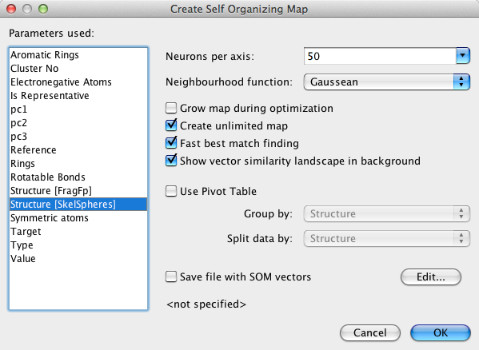 Create Self Organizing Map
Parameters used:
Aromatic Rings
Cluster No
Electronegative Atoms
Is Representative
pc1
pc2
pc3
Reference
Rings
Rotatable Bonds
Structure [FragFp]
Structure [SkelSpheres]
Symmetric atoms
Target
Type
Value
Neurons per axis: 50
Neighbourhood function: Gaussean
Grow map during optimization
Create unlimited map
Fast best match finding
Show vector similarity landscape in background
Use Pivot Table
Group by: Structure
Split data by: Structure
Save file with SOM vectors Edit...
<not specified>
Cancel OK